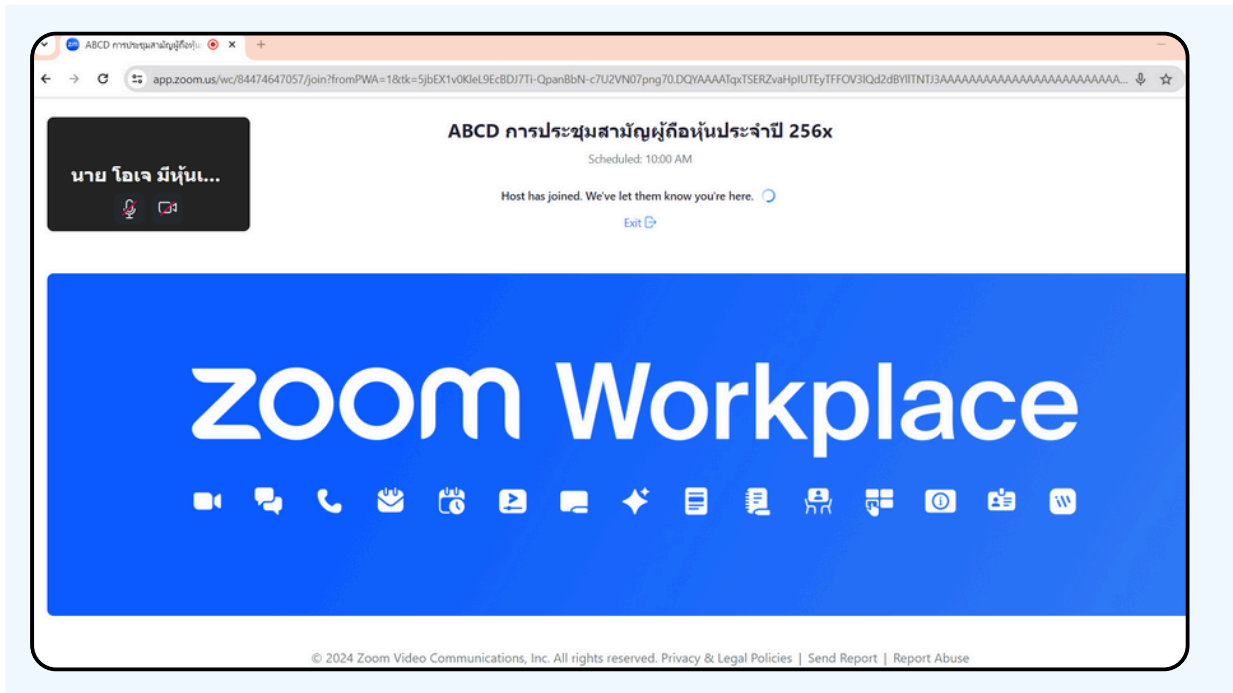 ABCD การประชุมสามัญผู้ถือหุ้น
app.zoom.us/wc/84474647057/join?fromPWA=1&tk=5jbEX1v0KleL9EcBDJ7Ti-QpanBbN-c7U2VN07png70.DQYAAAATqxTSERZvaHpIUTEyTFFOV3lQd2dBYllTNTJ3AAAAAAAAAAAAAAAAAAAAAAAAAA...
นาย โอเจ มีหุ้นเ...
ABCD การประชุมสามัญผู้ถือหุ้นประจำปี 256x
Scheduled: 10:00 AM
Host has joined. We've let them know you're here.
Exit
zoom Workplace
© 2024 Zoom Video Communications, Inc. All rights reserved. Privacy & Legal Policies | Send Report | Report Abuse